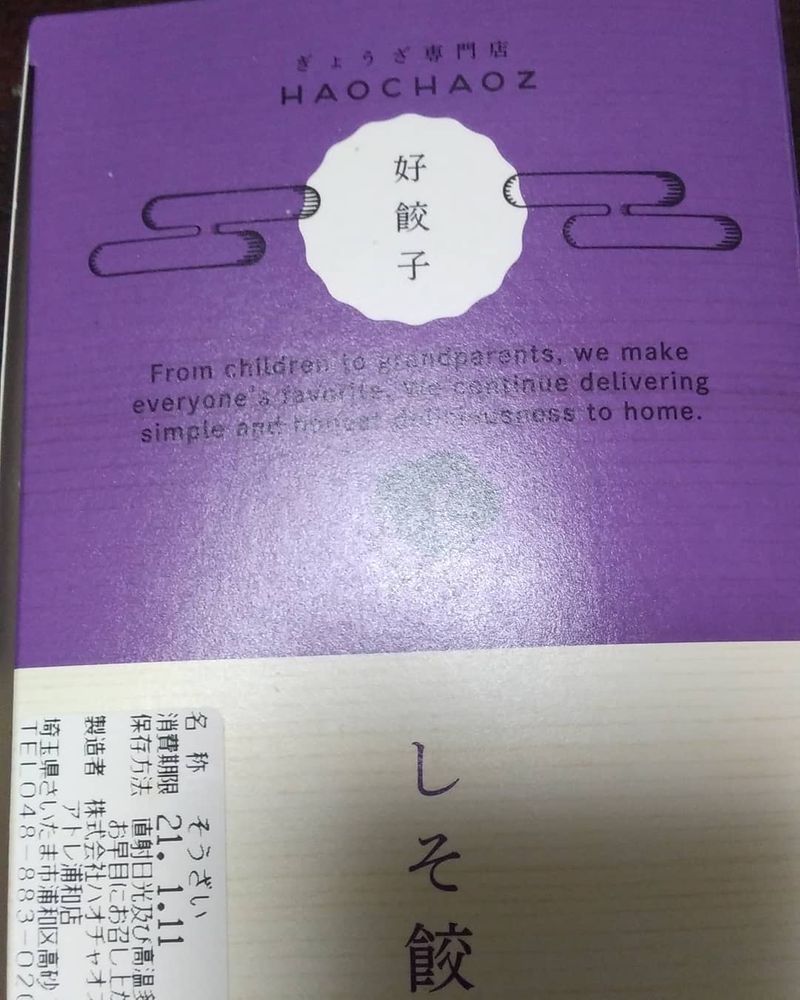 ぎょうざ専門店
HAOCHAOZ
好餃子
From children to grandparents, we make
everyone's favorite. We continue delivering
simple and honest deliciousness to home.
しそ餃
名称 そうざい
消費期限 21.1.11
保存方法 直射日光及び高温多
お早目にお召し上が
製造者 株式会社ハオチャオ
アトレ浦和店
埼玉県さいたま市浦和区高砂
TEL048-883-02